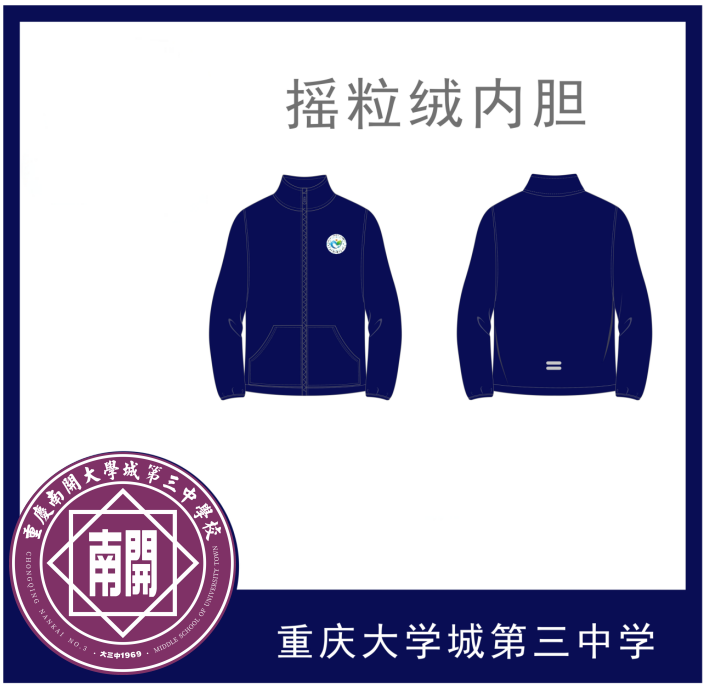 摇粒绒内胆
重慶南開大學城第三中學校
南開
CHONGQING NANKAI NO.3 MIDDLE SCHOOL OF UNIVERSITY TOWN
·大三中1969·
重庆大学城第三中学